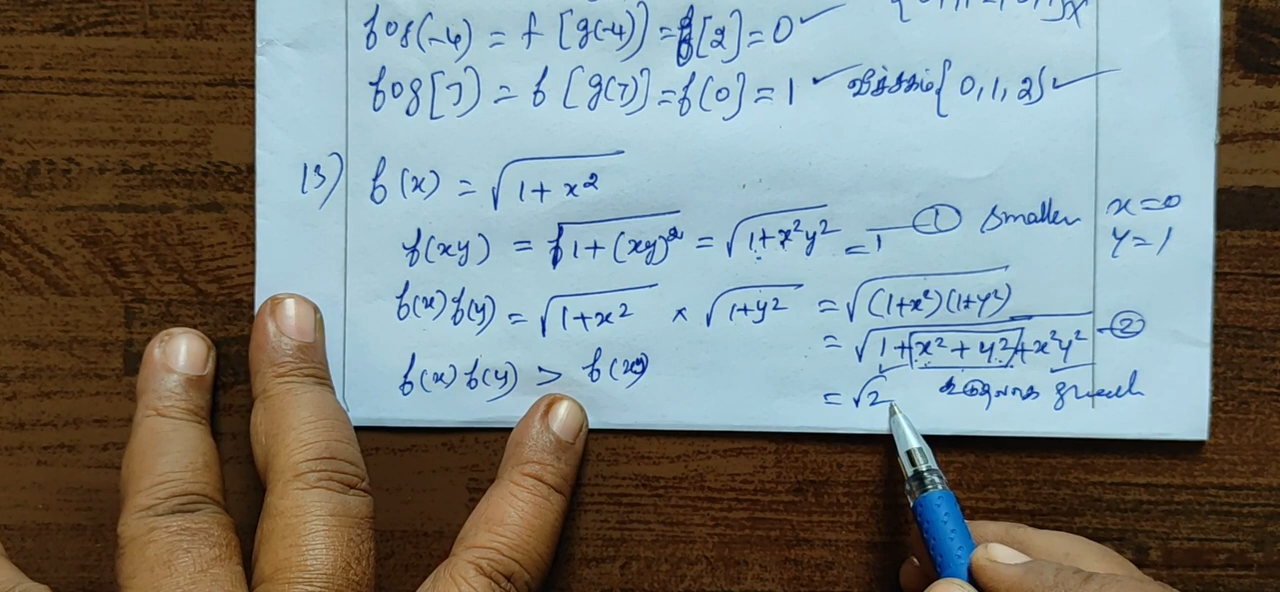 fog(-4) = f [g(-4)] = f[2] = 0 ✓
fog[7] = f [g(7)] = f(0) = 1 ✓ வீச்சகம் { 0, 1, 2} ✓
13) f(x) = √(1+x²)
f(xy) = √(1+(xy)²) = √(1+x²y²) = 1 — ① smaller x=0
y=1
f(x) f(y) = √(1+x²) × √(1+y²) = √((1+x²)(1+y²))
= √(1+x²+y²+x²y²) — ②
f(x) f(y) > f(xy)
= √2